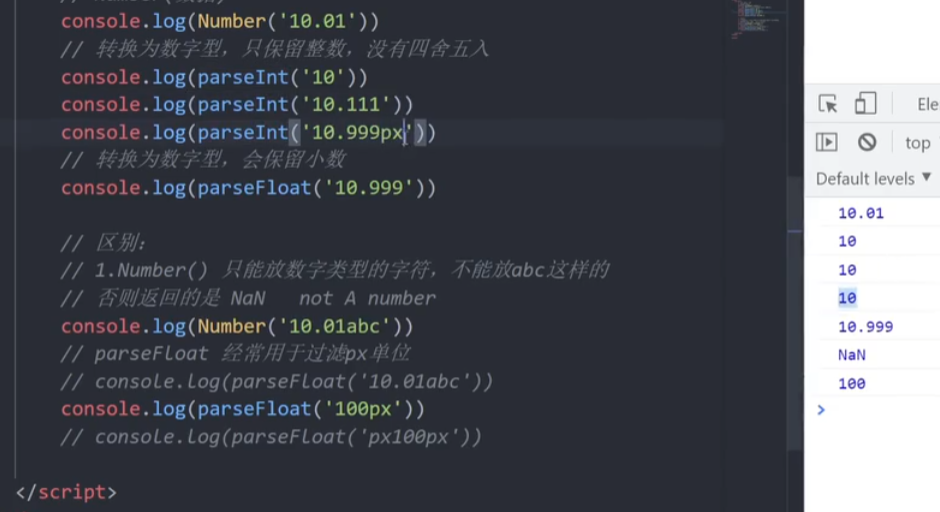 console.log(Number('10.01'))
// 转换为数字型，只保留整数，没有四舍五入
console.log(parseInt('10'))
console.log(parseInt('10.111'))
console.log(parseInt('10.999px'))
// 转换为数字型，会保留小数
console.log(parseFloat('10.999'))
// 区别：
// 1.Number() 只能放数字类型的字符，不能放abc这样的
// 否则返回的是 NaN   not A number
console.log(Number('10.01abc'))
// parseFloat 经常用于过滤px单位
// console.log(parseFloat('10.01abc'))
console.log(parseFloat('100px'))
// console.log(parseFloat('px100px'))
</script>
Ele
top
Default levels ▼
10.01
10
10
10
10.999
NaN
100
>